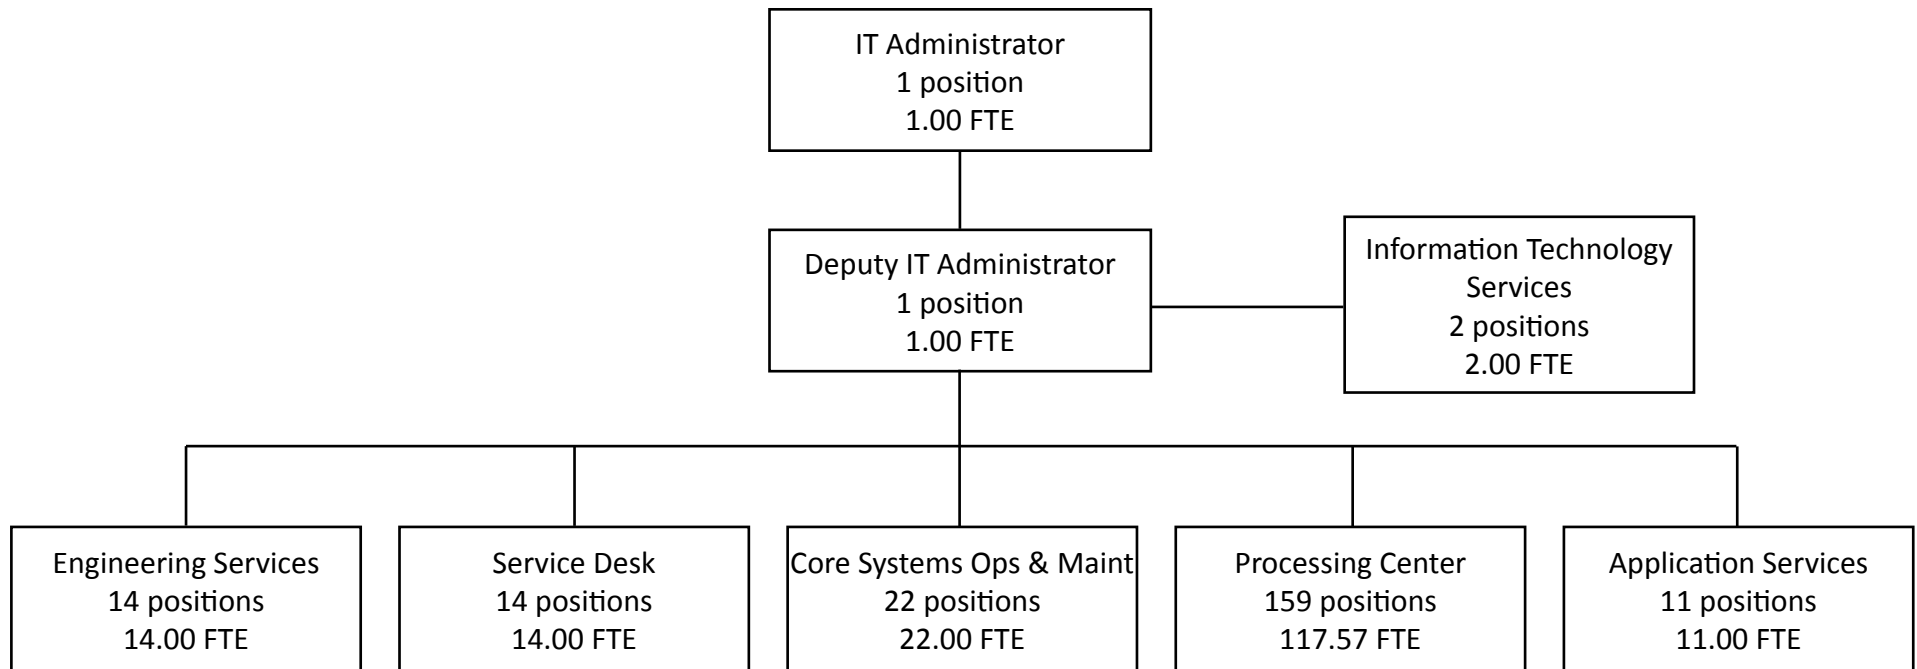 IT Administrator
1 position
1.00 FTE
Deputy IT Administrator
1 position
1.00 FTE
Information Technology
Services
2 positions
2.00 FTE
Engineering Services
14 positions
14.00 FTE
Service Desk
14 positions
14.00 FTE
Core Systems Ops & Maint
22 positions
22.00 FTE
Processing Center
159 positions
117.57 FTE
Application Services
11 positions
11.00 FTE